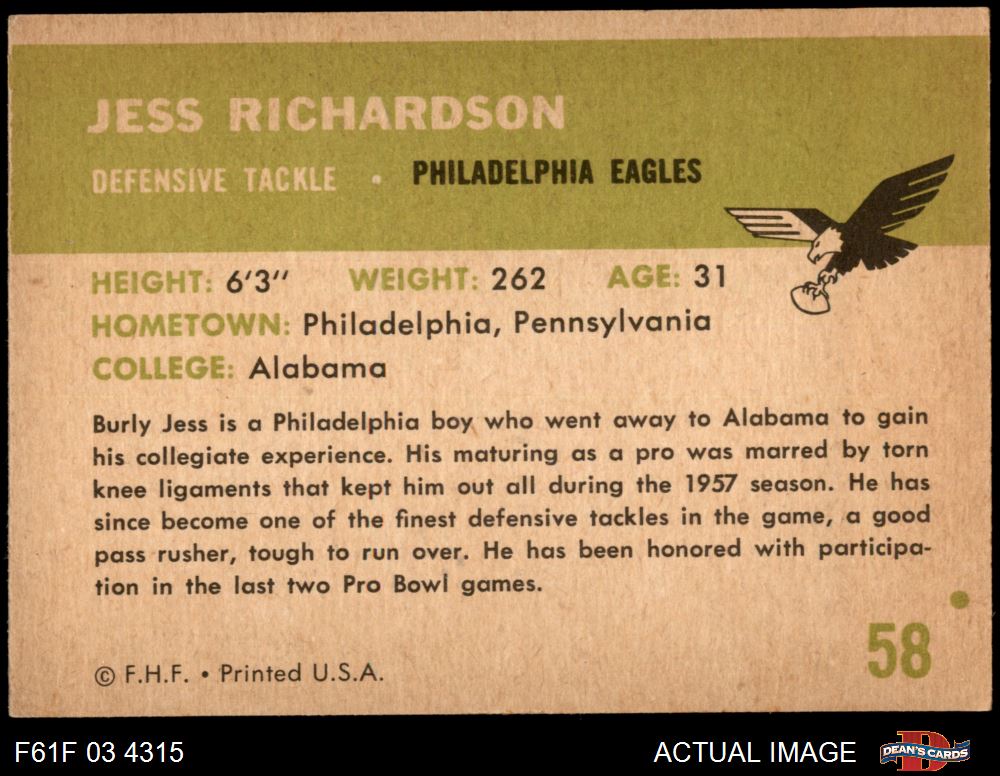 JESS RICHARDSON
DEFENSIVE TACKLE • PHILADELPHIA EAGLES
HEIGHT: 6'3" WEIGHT: 262 AGE: 31
HOMETOWN: Philadelphia, Pennsylvania
COLLEGE: Alabama
Burly Jess is a Philadelphia boy who went away to Alabama to gain
his collegiate experience. His maturing as a pro was marred by torn
knee ligaments that kept him out all during the 1957 season. He has
since become one of the finest defensive tackles in the game, a good
pass rusher, tough to run over. He has been honored with participa-
tion in the last two Pro Bowl games.
58
© F.H.F. • Printed U.S.A.
F61F 03 4315
ACTUAL IMAGE
D
DEAN'S CARDS